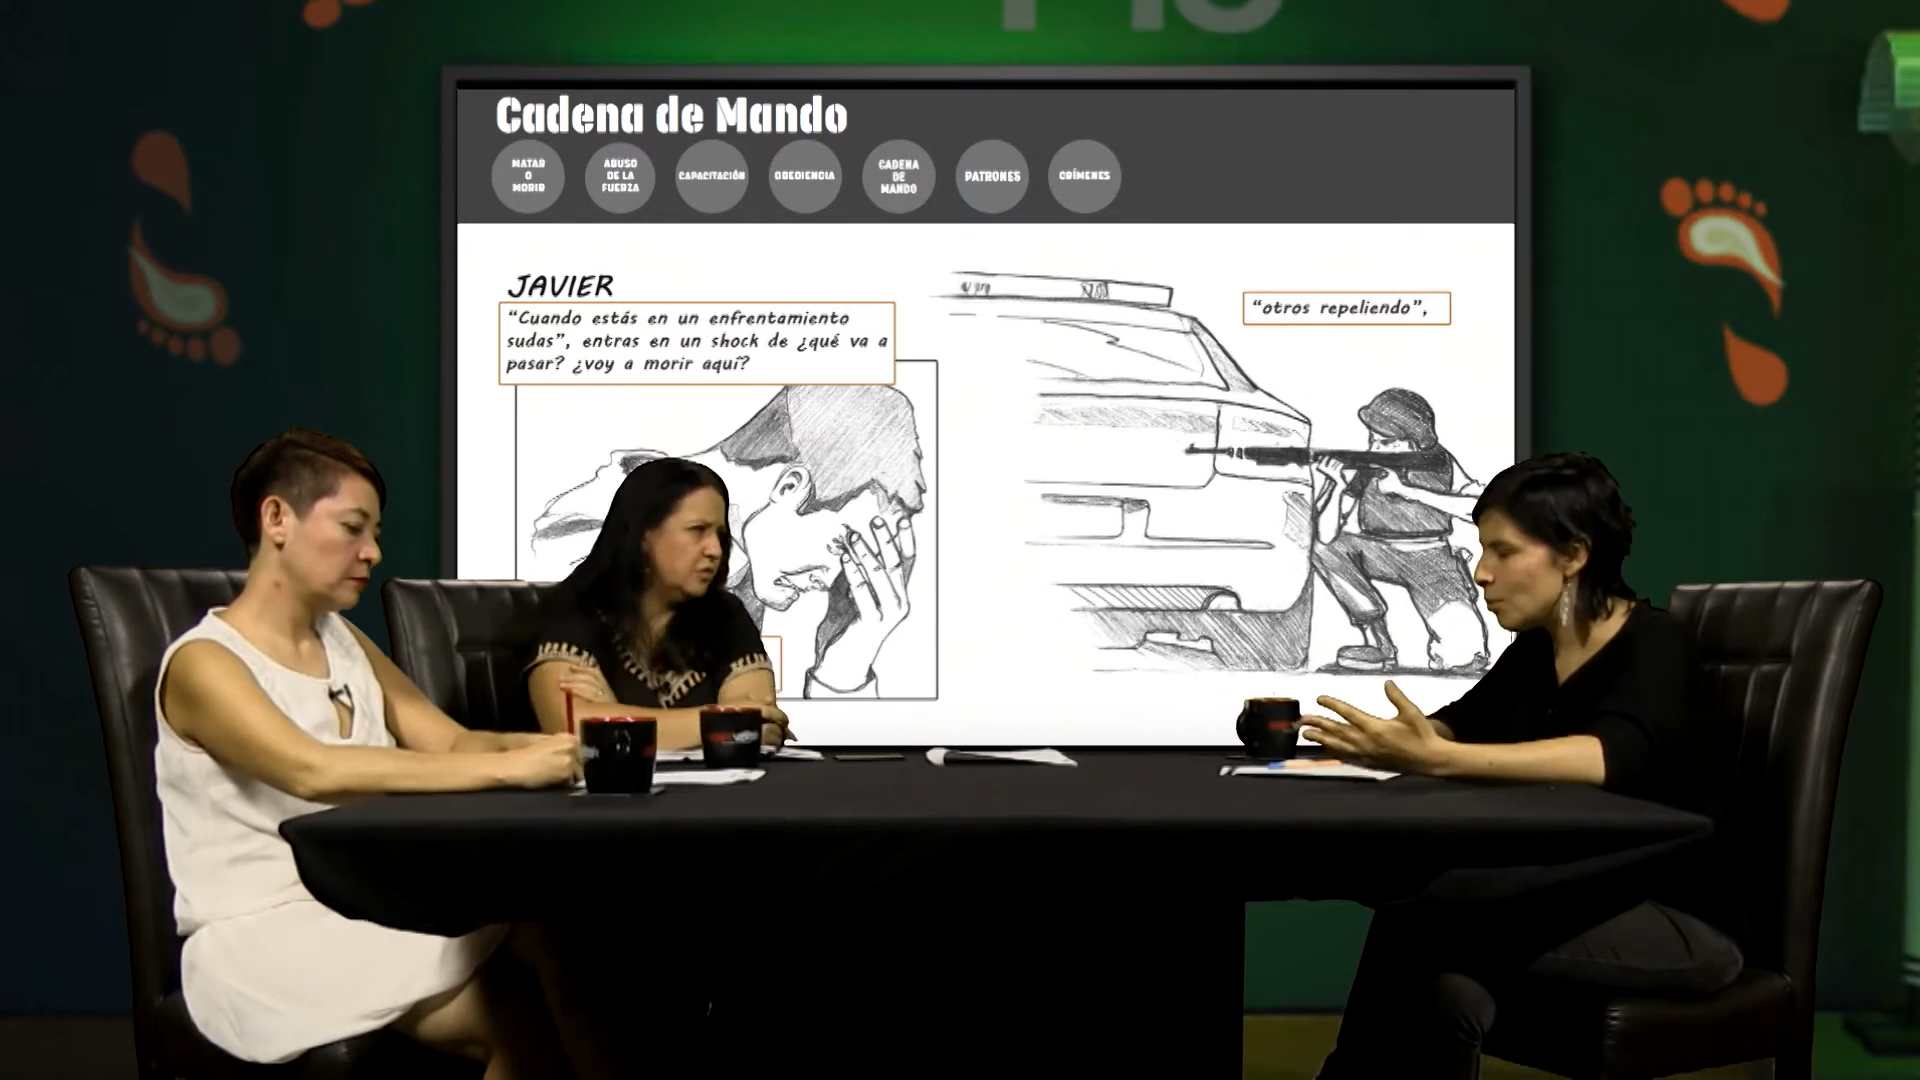 Cadena de Mando
MATAR
O
MORIR
ABUSO
DE LA
FUERZA
CAPACITACIÓN
OBEDIENCIA
CADENA
DE
MANDO
PATRONES
CRÍMENES
JAVIER
“Cuando estás en un enfrentamiento
sudas”, entras en un shock de ¿qué va a
pasar? ¿voy a morir aquí?
“otros repeliendo”,